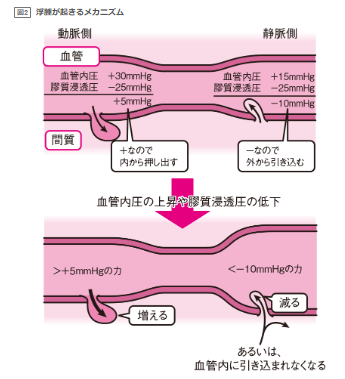 図2 浮腫が起きるメカニズム
動脈側
静脈側
血管
血管内圧 +30mmHg
膠質浸透圧 −25mmHg
+5mmHg
血管内圧 +15mmHg
膠質浸透圧 −25mmHg
−10mmHg
間質
+なので
内から押し出す
−なので
外から引き込む
血管内圧の上昇や膠質浸透圧の低下
>+5mmHgの力
<−10mmHgの力
増える
減る
あるいは、
血管内に引き込まれなくなる